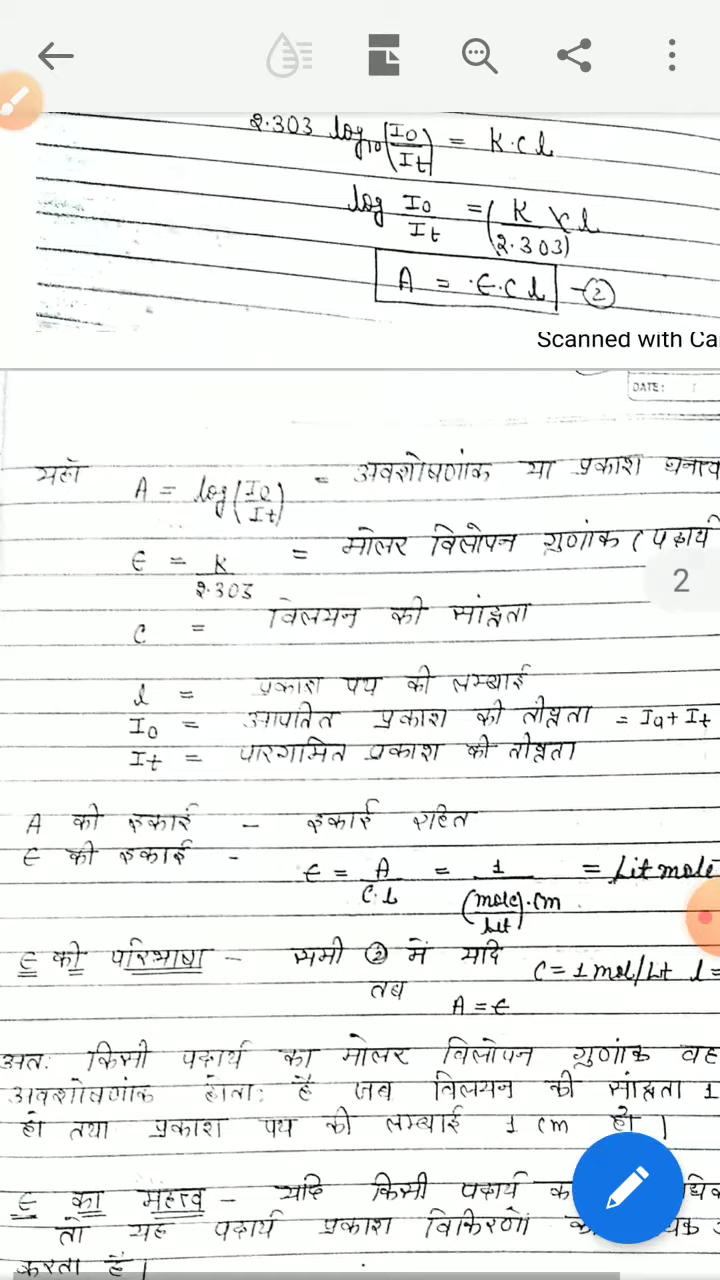 2.303 log₁₀(I₀/It) = K.C l
log I₀/It = (K/2.303) × c l
A = .ϵ.C l -②
Scanned with Ca
DATE:
यहाँ A = log(I₀/It) = अवशोषणांक या प्रकाश घनत्व
ϵ = K/2.303 = मोलर विलोपन गुणांक (पदार्थ
2
C = विलयन की सांद्रता
l = प्रकाश पथ की लम्बाई
I₀ = आपतित प्रकाश की तीव्रता = Ia + It
It = पारगामित प्रकाश की तीव्रता
A की इकाई - इकाई रहित
ϵ की इकाई - ϵ = A/C.l = 1/(mole/Lit).cm = Lit mole
ϵ की परिभाषा - समी ② में यदि C = 1 mol/Lt l =
तब A = ϵ
अतः किसी पदार्थ का मोलर विलोपन गुणांक वह
अवशोषणांक होता: है जब विलयन की सांद्रता 1
हो तथा प्रकाश पथ की लम्बाई 1 cm हो।
ϵ का महत्व - यदि किसी पदार्थ क
तो यह पदार्थ प्रकाश विकिरणों
करता है।